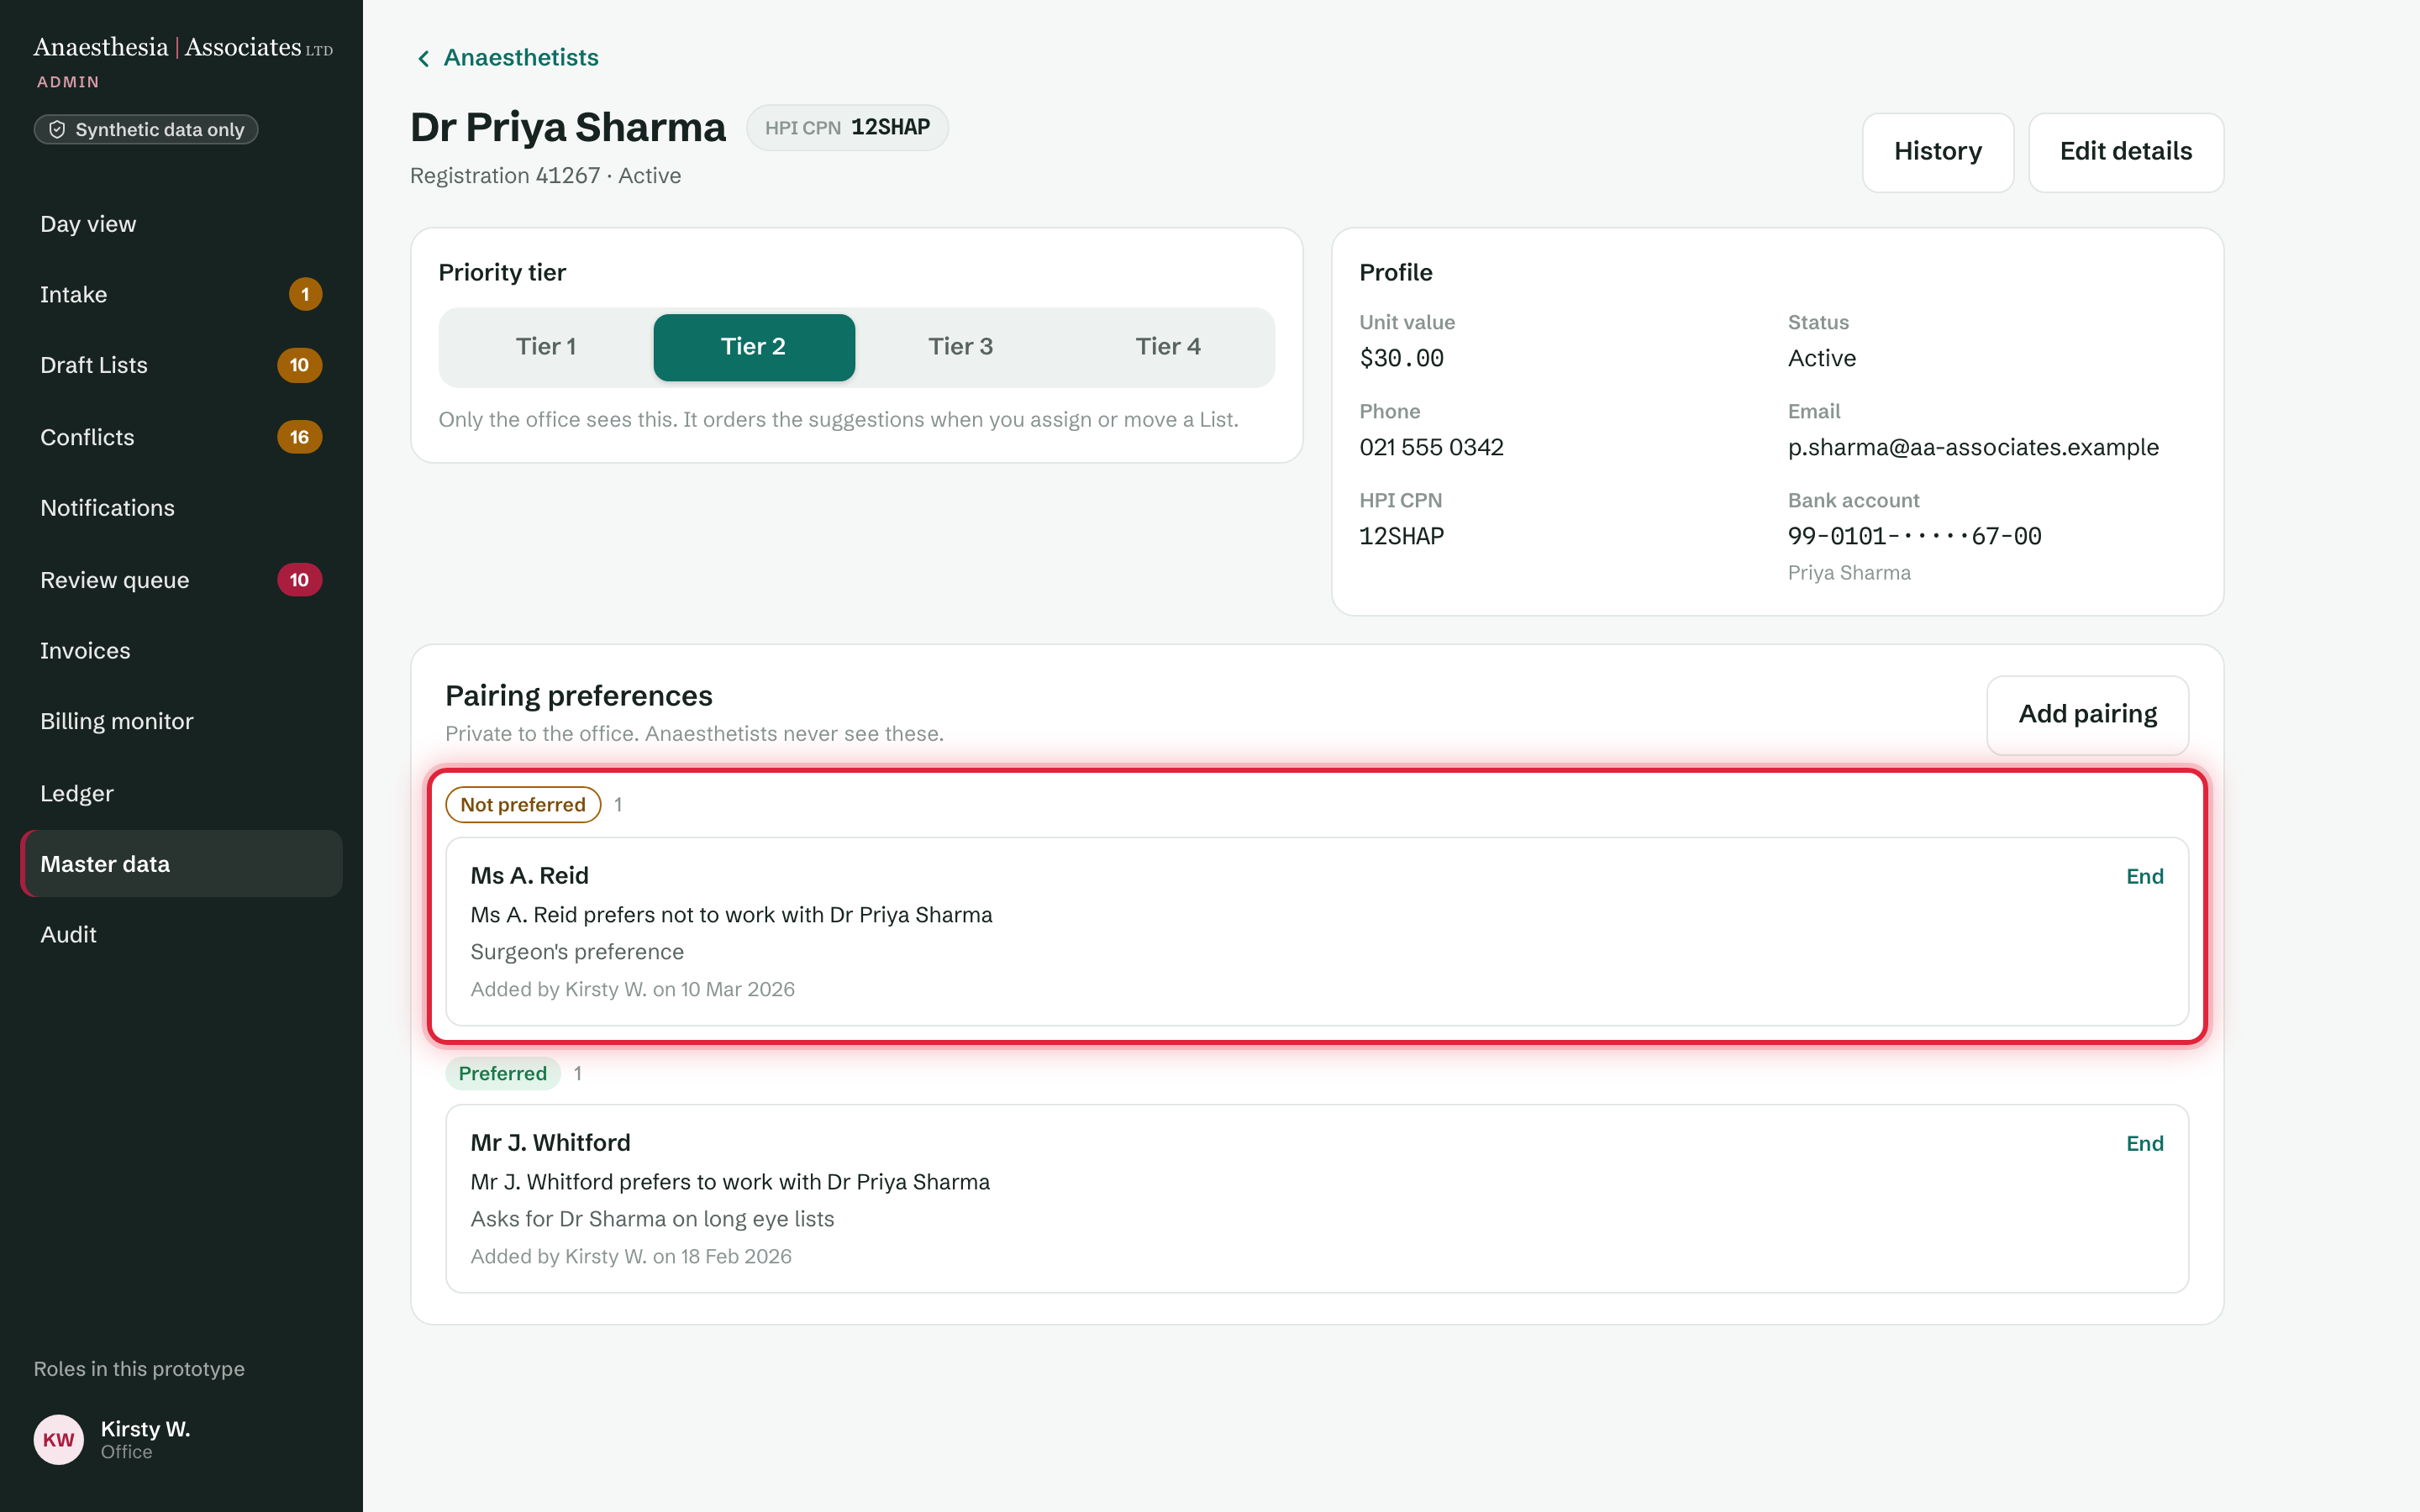 Anaesthesia | Associates LTD
ADMIN
Synthetic data only
Day view
Intake 1
Draft Lists 10
Conflicts 16
Notifications
Review queue 10
Invoices
Billing monitor
Ledger
Master data
Audit
Roles in this prototype
KW Kirsty W.
Office
Anaesthetists
Dr Priya Sharma HPI CPN 12SHAP
Registration 41267 · Active
History Edit details
Priority tier
Tier 1 Tier 2 Tier 3 Tier 4
Only the office sees this. It orders the suggestions when you assign or move a List.
Profile
Unit value Status
$30.00 Active
Phone Email
021 555 0342 p.sharma@aa-associates.example
HPI CPN Bank account
12SHAP 99-0101-·····67-00
Priya Sharma
Pairing preferences
Private to the office. Anaesthetists never see these.
Add pairing
Not preferred 1
Ms A. Reid End
Ms A. Reid prefers not to work with Dr Priya Sharma
Surgeon's preference
Added by Kirsty W. on 10 Mar 2026
Preferred 1
Mr J. Whitford End
Mr J. Whitford prefers to work with Dr Priya Sharma
Asks for Dr Sharma on long eye lists
Added by Kirsty W. on 18 Feb 2026